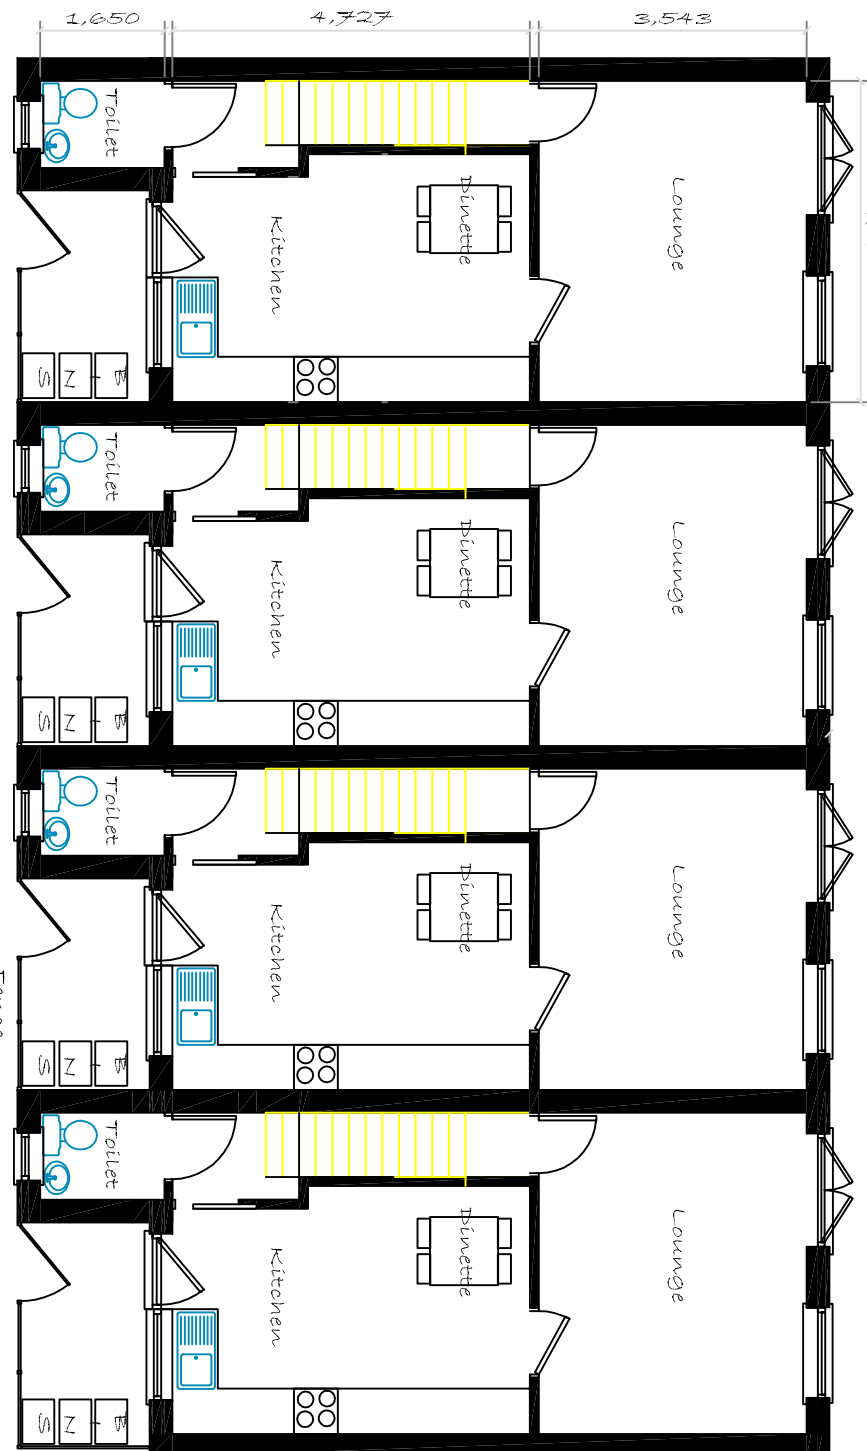 1,650
4,727
3,543
Toilet
Kitchen
Dinette
Lounge
S
N
Toilet
Kitchen
Dinette
Lounge
S
N
Toilet
Kitchen
Dinette
Lounge
S
N
Toilet
Kitchen
Dinette
Lounge
S
N